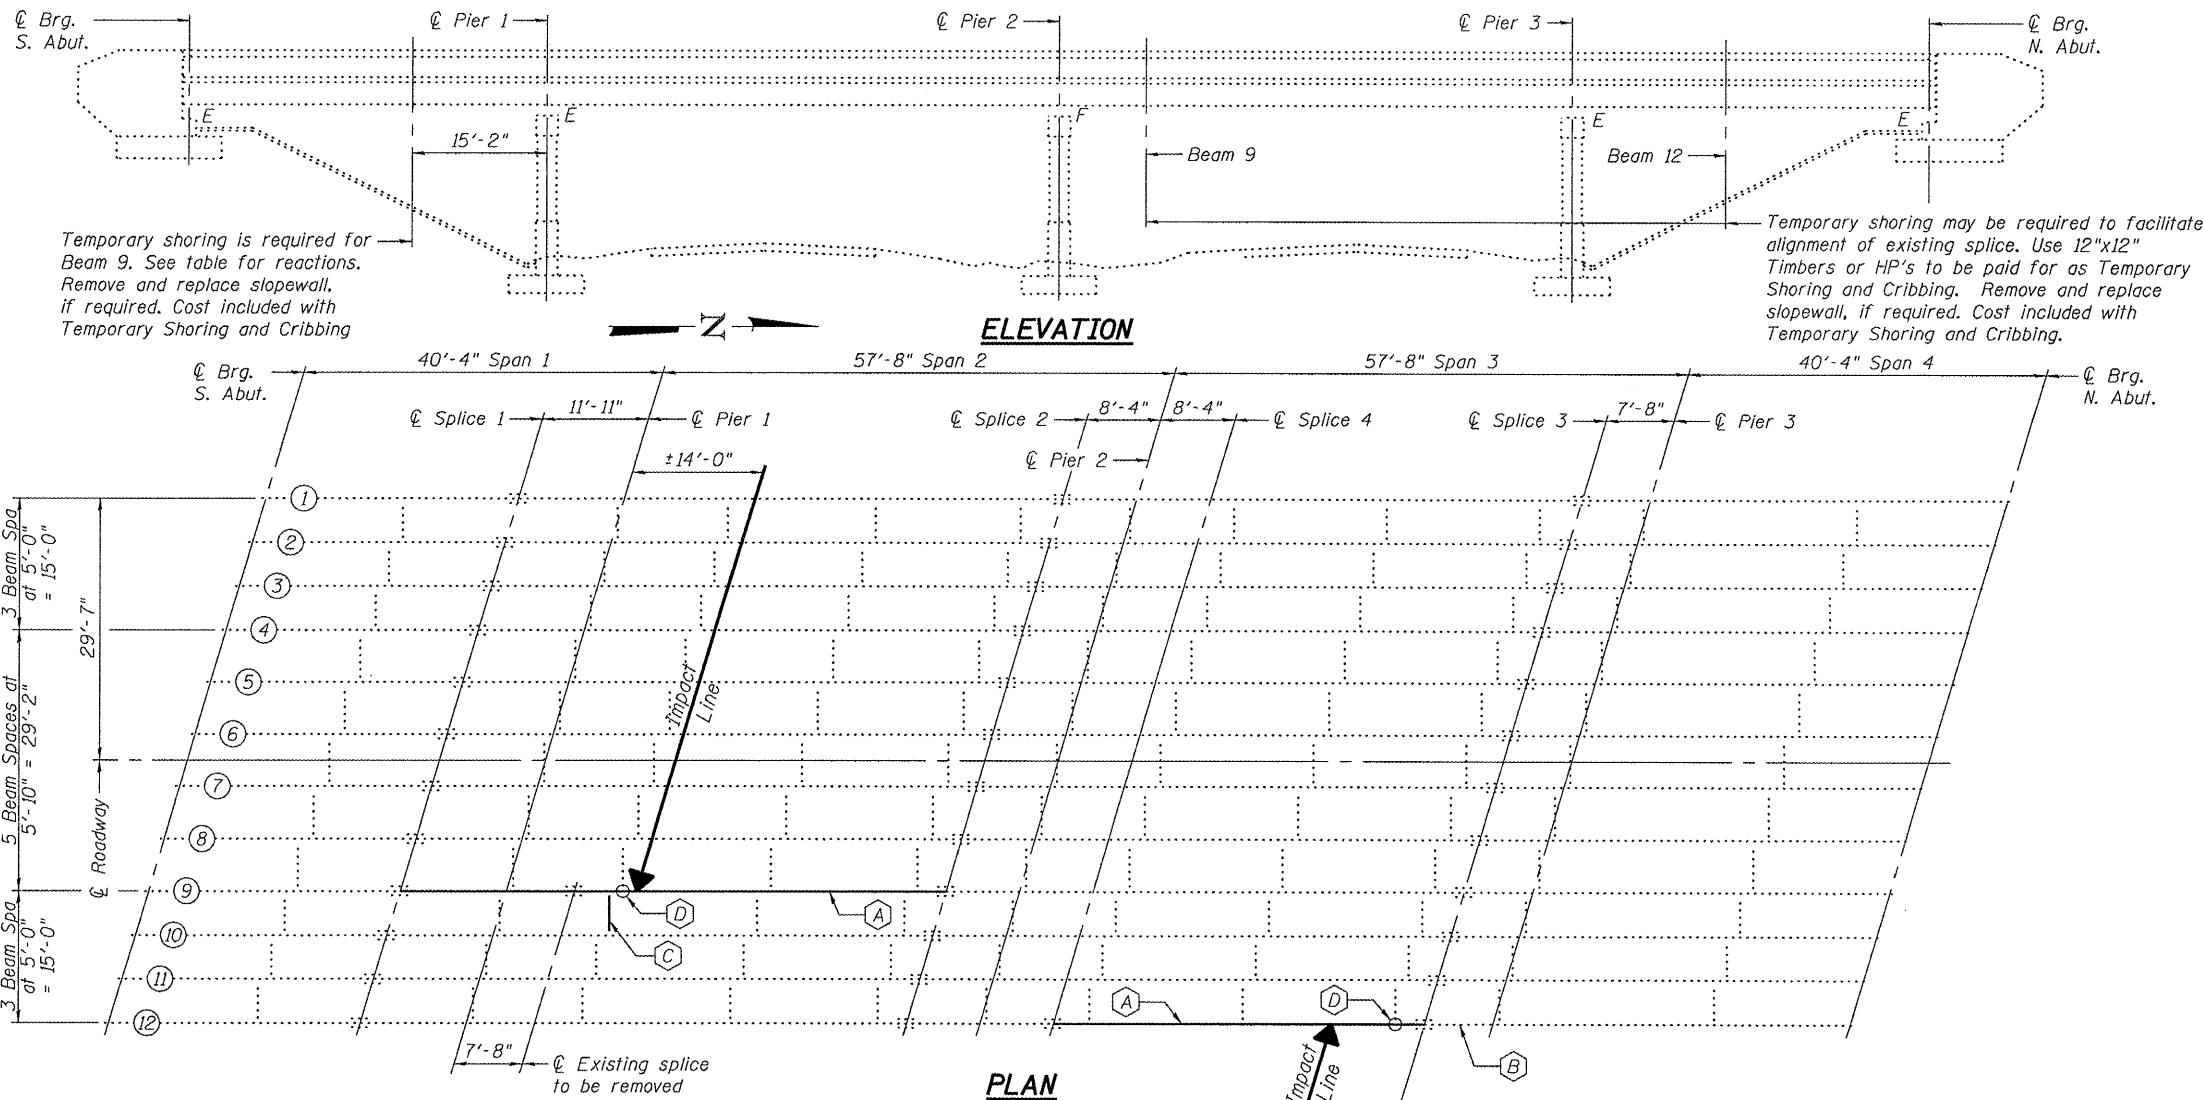 ℄ Brg.
S. Abut.
℄ Pier 1
℄ Pier 2
℄ Pier 3
℄ Brg.
N. Abut.
E
E
F
E
E
15'-2"
Beam 9
Beam 12
Temporary shoring is required for
Beam 9. See table for reactions.
Remove and replace slopewall,
if required. Cost included with
Temporary Shoring and Cribbing
Temporary shoring may be required to facilitate
alignment of existing splice. Use 12"x12"
Timbers or HP's to be paid for as Temporary
Shoring and Cribbing. Remove and replace
slopewall, if required. Cost included with
Temporary Shoring and Cribbing.
N
ELEVATION
℄ Brg.
S. Abut.
40'-4" Span 1
57'-8" Span 2
57'-8" Span 3
40'-4" Span 4
℄ Brg.
N. Abut.
℄ Splice 1
11'-11"
℄ Pier 1
℄ Splice 2
8'-4"
8'-4"
℄ Splice 4
℄ Splice 3
7'-8"
℄ Pier 3
±14'-0"
℄ Pier 2
1
2
3
4
5
6
7
8
9
10
11
12
3 Beam Spa
at 5'-0"
= 15'-0"
29'-7"
5 Beam Spaces at
5'-10" = 29'-2"
℄ Roadway
3 Beam Spa
at 5'-0"
= 15'-0"
Impact
Line
D
A
C
A
D
B
7'-8"
℄ Existing splice
to be removed
Impact
Line
PLAN